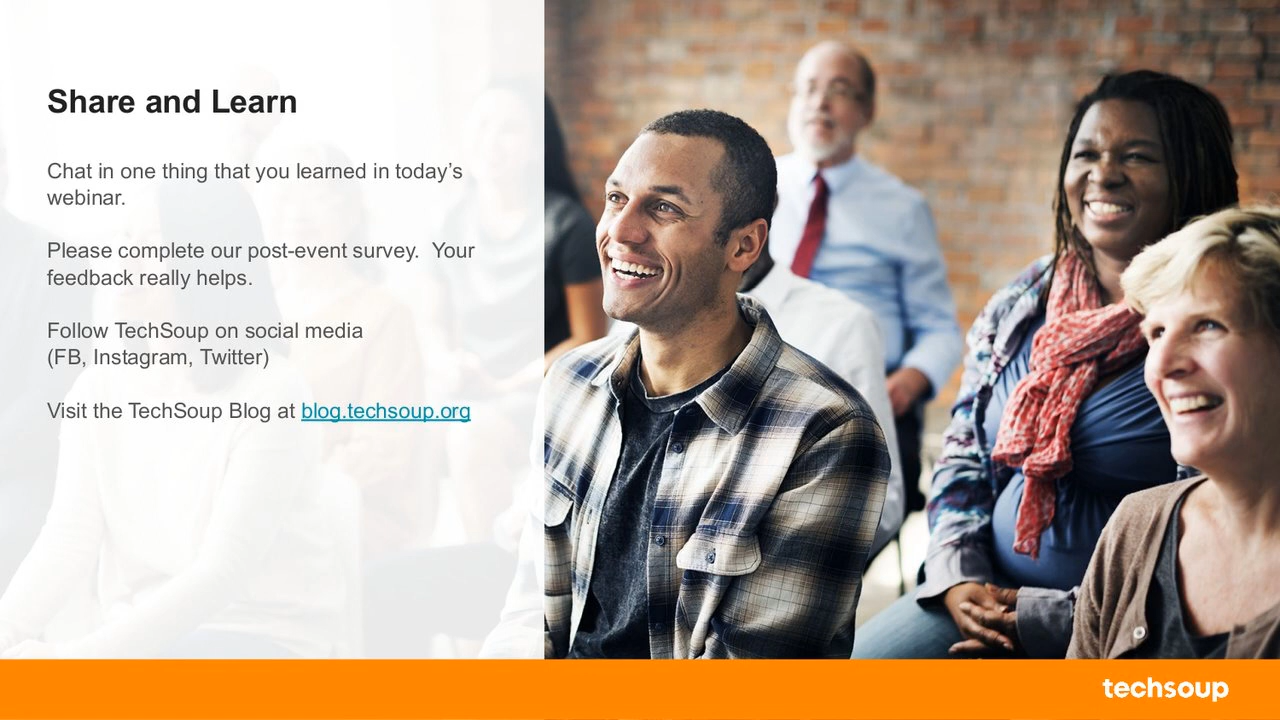 Share and Learn
Chat in one thing that you learned in today’s
webinar.
Please complete our post-event survey.  Your
feedback really helps.
Follow TechSoup on social media
(FB, Instagram, Twitter)
Visit the TechSoup Blog at blog.techsoup.org
techsoup